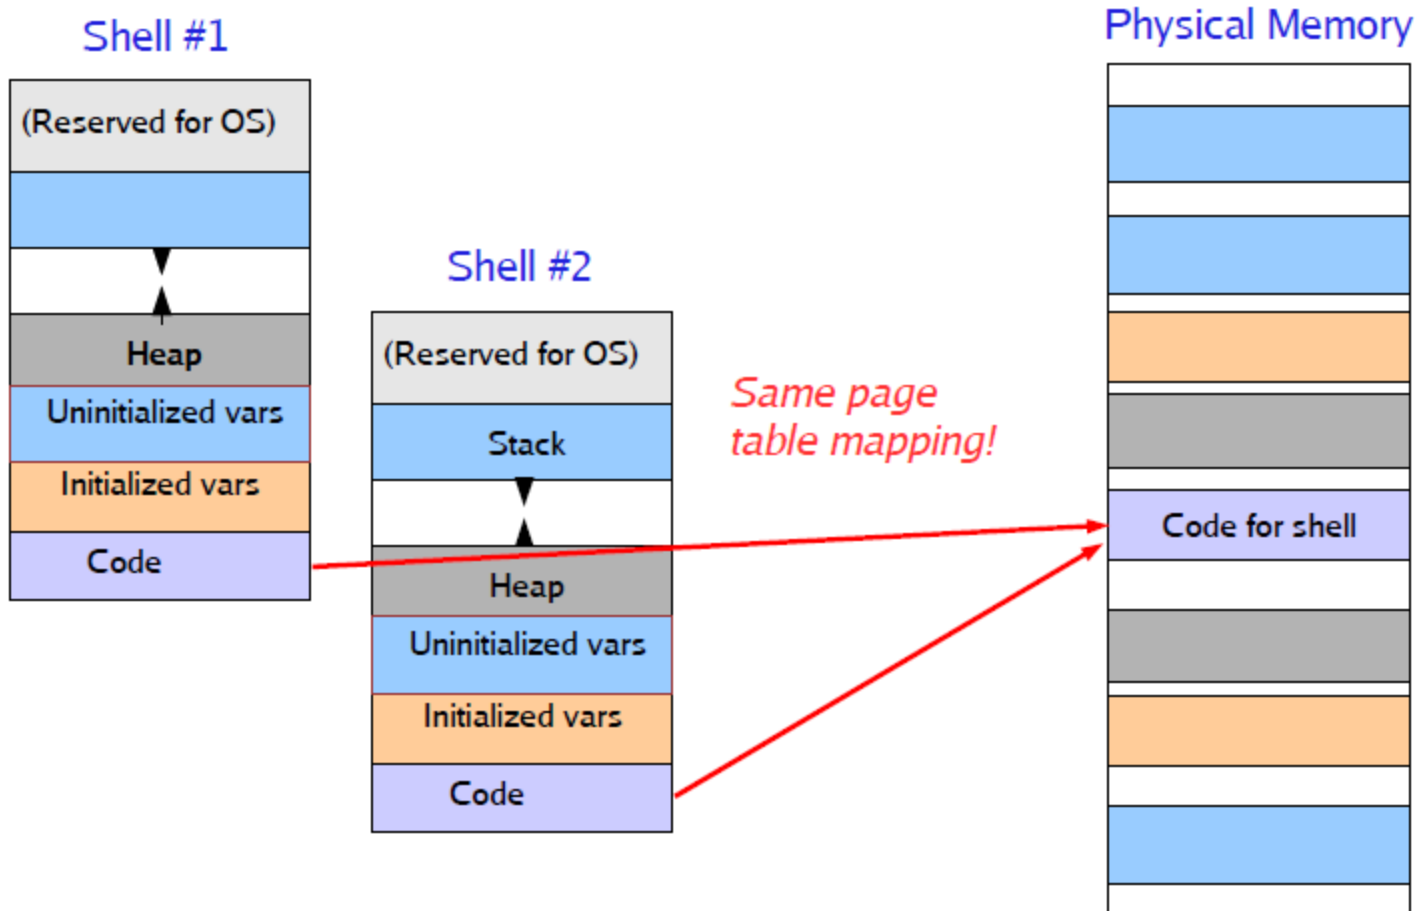 Shell #1
(Reserved for OS)
Heap
Uninitialized vars
Initialized vars
Code
Shell #2
(Reserved for OS)
Stack
Heap
Uninitialized vars
Initialized vars
Code
Same page
table mapping!
Physical Memory
Code for shell